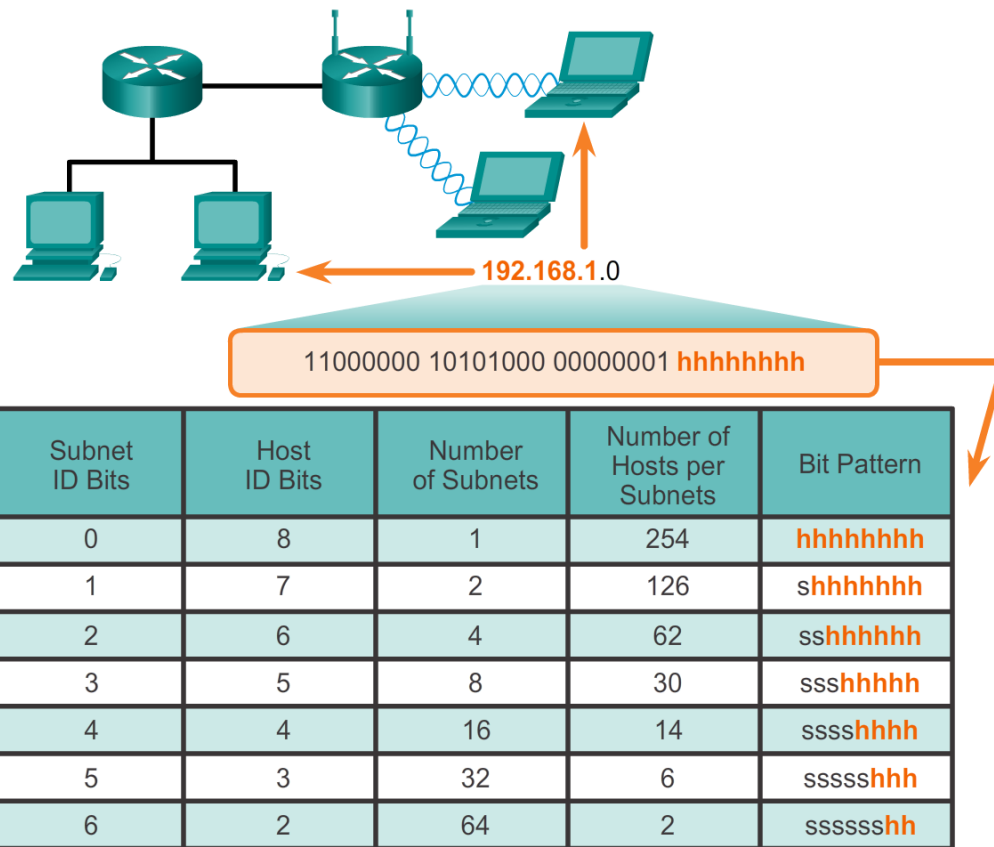 192.168.1.0
11000000 10101000 00000001 hhhhhhhh
Subnet
ID Bits
Host
ID Bits
Number
of Subnets
Number of
Hosts per
Subnets
Bit Pattern
0 8 1 254 hhhhhhhh
1 7 2 126 shhhhhhh
2 6 4 62 sshhhhhh
3 5 8 30 ssshhhhh
4 4 16 14 sssshhhh
5 3 32 6 ssssshhh
6 2 64 2 sssssshh